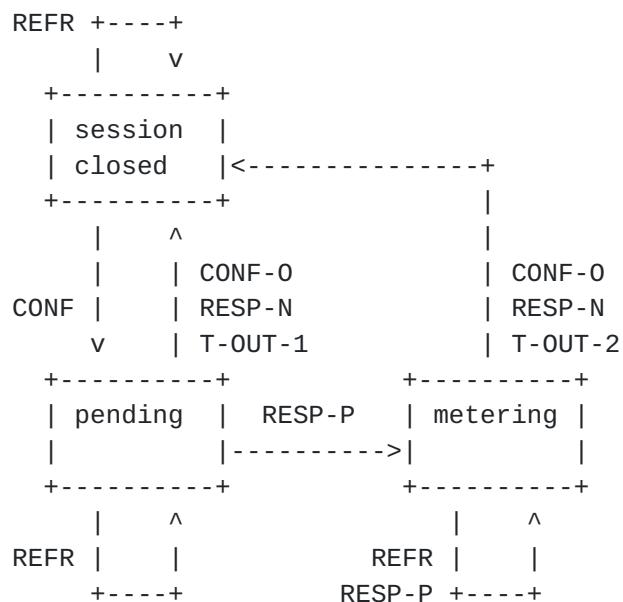 REFR +----+
|    v
+----------+
| session  |
| closed   |<---------------+
+----------+                |
|    ^                   |
|    | CONF-O            | CONF-O
CONF |    | RESP-N            | RESP-N
v    | T-OUT-1           | T-OUT-2
+----------+           +----------+
| pending  |  RESP-P   | metering |
|          |---------->|          |
+----------+           +----------+
|    ^                 |    ^
REFR |    |            REFR |    |
+----+          RESP-P +----+